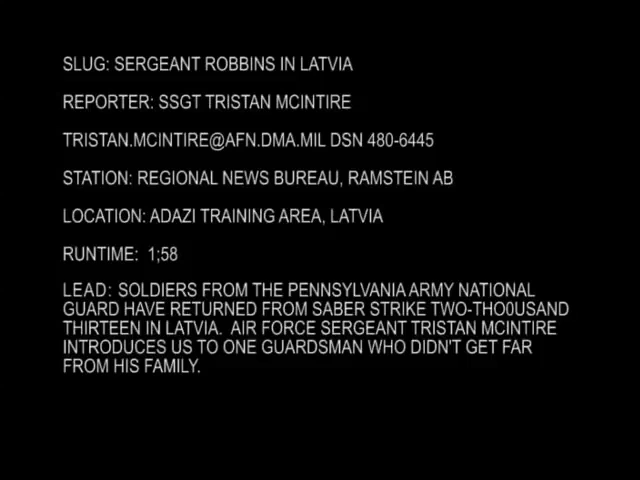 SLUG: SERGEANT ROBBINS IN LATVIA
REPORTER: SSGT TRISTAN MCINTIRE
TRISTAN.MCINTIRE@AFN.DMA.MIL DSN 480-6445
STATION: REGIONAL NEWS BUREAU, RAMSTEIN AB
LOCATION: ADAZI TRAINING AREA, LATVIA
RUNTIME:  1;58
LEAD: SOLDIERS FROM THE PENNSYLVANIA ARMY NATIONAL
GUARD HAVE RETURNED FROM SABER STRIKE TWO-THO0USAND
THIRTEEN IN LATVIA.  AIR FORCE SERGEANT TRISTAN MCINTIRE
INTRODUCES US TO ONE GUARDSMAN WHO DIDN'T GET FAR
FROM HIS FAMILY.